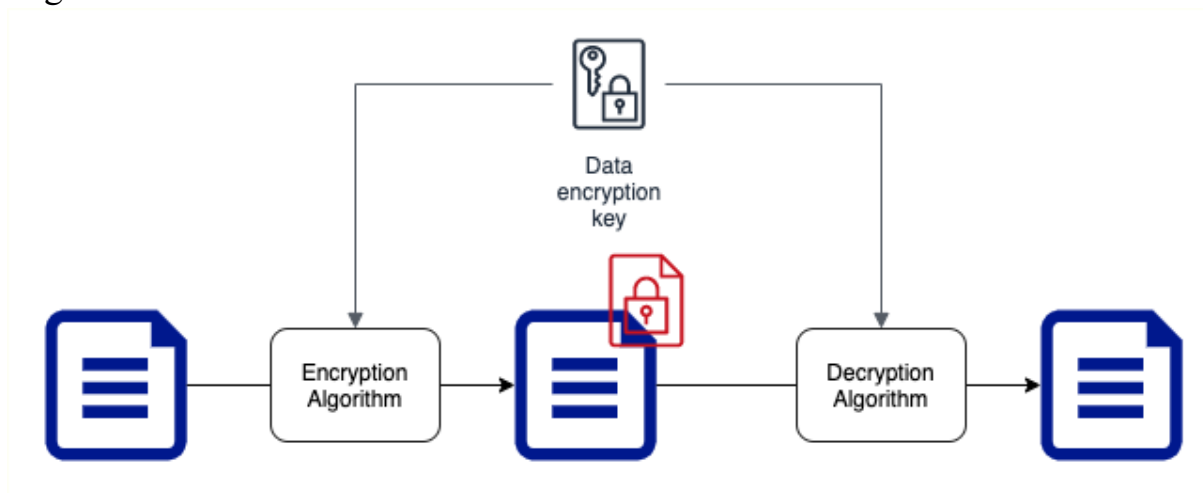 Data
encryption
key
Encryption
Algorithm
Decryption
Algorithm